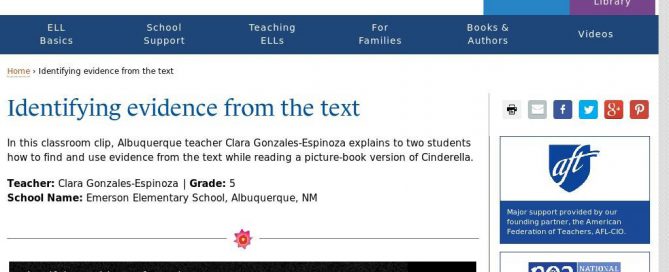 Library
ELL Basics
School Support
Teaching ELLs
For Families
Books & Authors
Videos
Home › Identifying evidence from the text
Identifying evidence from the text
In this classroom clip, Albuquerque teacher Clara Gonzales-Espinoza explains to two students
how to find and use evidence from the text while reading a picture-book version of Cinderella.
Teacher: Clara Gonzales-Espinoza | Grade: 5
School Name: Emerson Elementary School, Albuquerque, NM
aft
Major support provided by our
founding partner, the American
Federation of Teachers, AFL-CIO.
NATIONAL